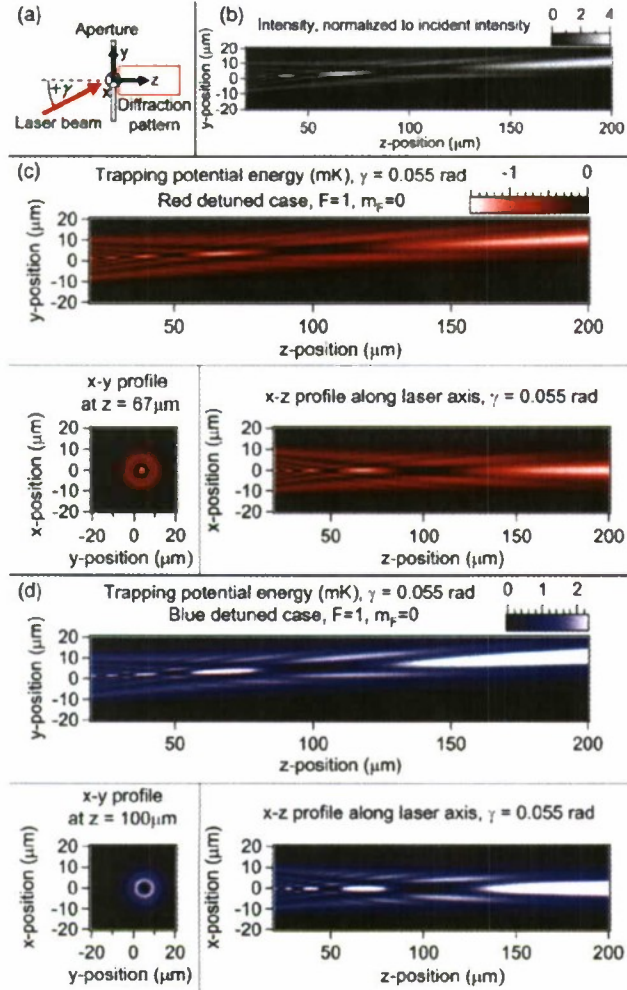 (a)
Aperture
y
z
x
+γ
Laser beam
Diffraction
pattern
(b)
Intensity, normalized to incident intensity
0 2 4
y-position (μm)
20
10
0
-10
-20
50 100 150 200
z-position (μm)
(c)
Trapping potential energy (mK), γ = 0.055 rad
Red detuned case, F=1, mF=0
-1 0
y-position (μm)
20
10
0
-10
-20
50 100 150 200
z-position (μm)
x-y profile
at z = 67μm
x-position (μm)
20
10
0
-10
-20
-20 0 20
y-position (μm)
x-z profile along laser axis, γ = 0.055 rad
x-position (μm)
20
10
0
-10
-20
50 100 150 200
z-position (μm)
(d)
Trapping potential energy (mK), γ = 0.055 rad
Blue detuned case, F=1, mF=0
0 1 2
y-position (μm)
20
10
0
-10
-20
50 100 150 200
z-position (μm)
x-y profile
at z = 100μm
x-position (μm)
20
10
0
-10
-20
-20 0 20
y-position (μm)
x-z profile along laser axis, γ = 0.055 rad
x-position (μm)
20
10
0
-10
-20
50 100 150 200
z-position (μm)